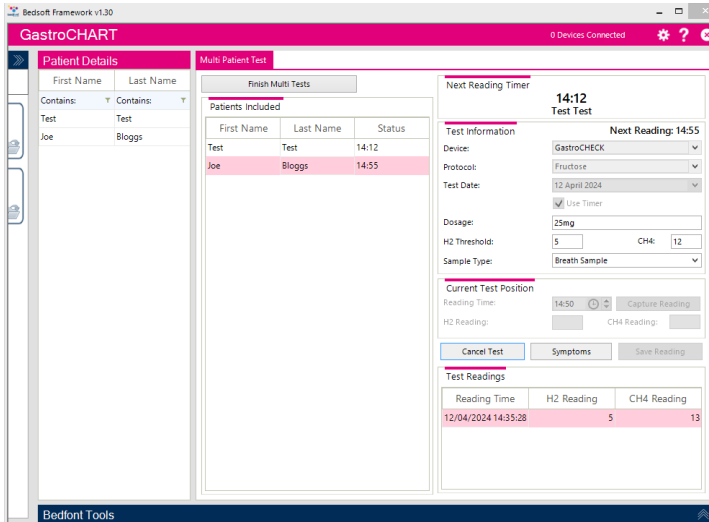 Bedsoft Framework v1.30
GastroCHART
0 Devices Connected
Patient Details
First Name Last Name
Contains: Contains:
Test Test
Joe Bloggs
Multi Patient Test
Finish Multi Tests
Patients Included
First Name Last Name Status
Test Test 14:12
Joe Bloggs 14:55
Next Reading Timer
14:12
Test Test
Test Information Next Reading: 14:55
Device: GastroCHECK
Protocol: Fructose
Test Date: 12 April 2024
Use Timer
Dosage: 25mg
H2 Threshold: 5 CH4: 12
Sample Type: Breath Sample
Current Test Position
Reading Time: 14:50 Capture Reading
H2 Reading: CH4 Reading:
Cancel Test Symptoms Save Reading
Test Readings
Reading Time H2 Reading CH4 Reading
12/04/2024 14:35:28 5 13
Bedfont Tools